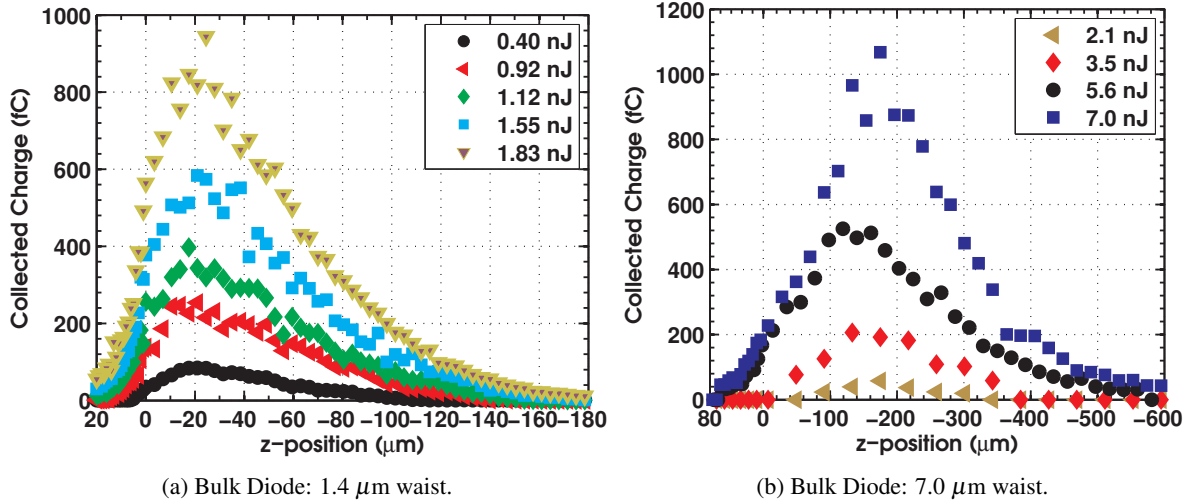 1000
800
600
400
200
0
Collected Charge (fC)
0.40 nJ
0.92 nJ
1.12 nJ
1.55 nJ
1.83 nJ
20 0 −20 −40 −60 −80 −100 −120 −140 −160 −180
z−position (μm)
(a) Bulk Diode: 1.4 μm waist.
1200
1000
800
600
400
200
0
Collected Charge (fC)
2.1 nJ
3.5 nJ
5.6 nJ
7.0 nJ
80 0 −100 −200 −300 −400 −500 −600
z−position (μm)
(b) Bulk Diode: 7.0 μm waist.